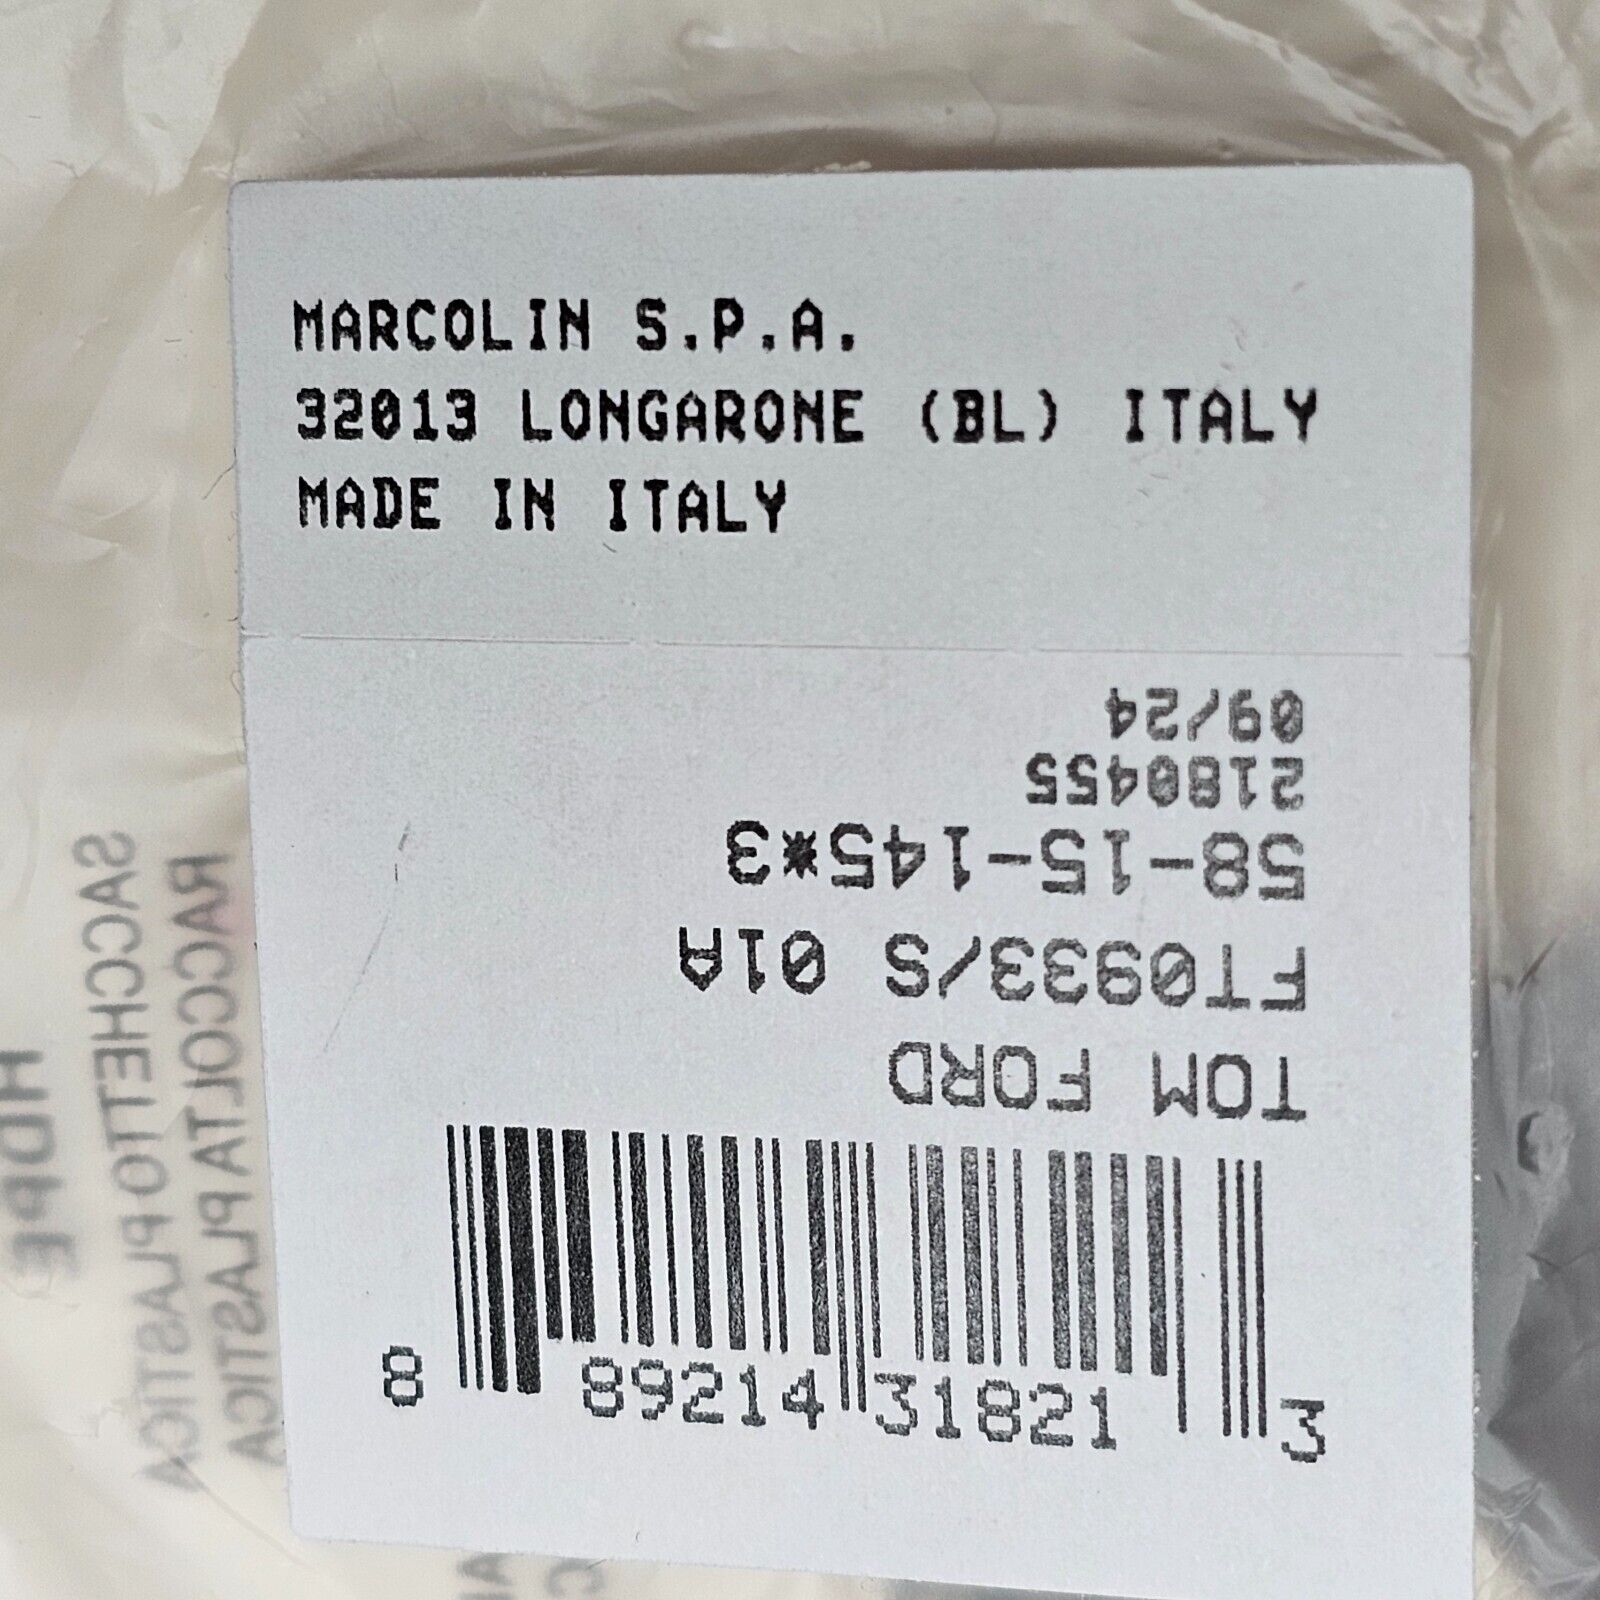 MARCOLIN S.P.A.
32013 LONGARONE (BL) ITALY
MADE IN ITALY
TOM FORD
FT0933/S 01A
58-15-145*3
2180455
09/24
8 89214 31821 3
HDPE
SACCHETTO PLASTICA
RACCOLTA PLASTICA